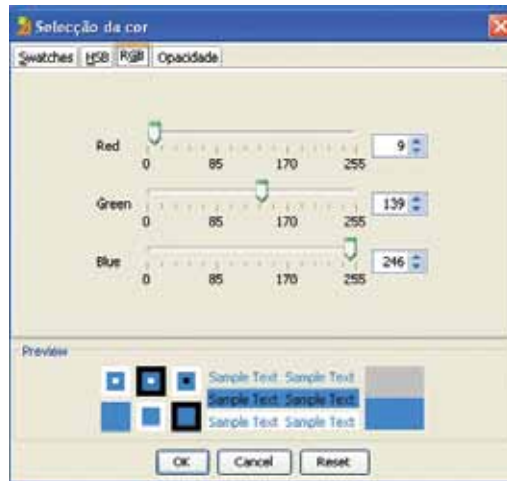 Selecção da cor
Swatches HSB RGB Opacidade
Red 9
0 85 170 255
Green 139
0 85 170 255
Blue 246
0 85 170 255
Preview
Sample Text Sample Text
Sample Text Sample Text
Sample Text Sample Text
OK Cancel Reset